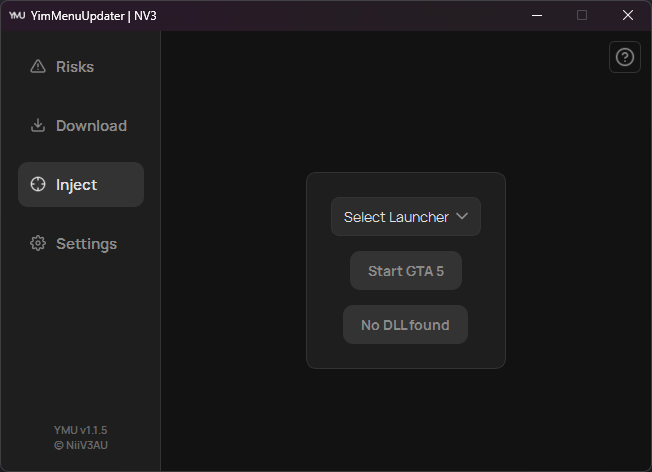 YMU YimMenuUpdater | NV3
Risks
Download
Inject
Settings
?
Select Launcher
Start GTA 5
No DLL found
YMU v1.1.5
© NiiV3AU